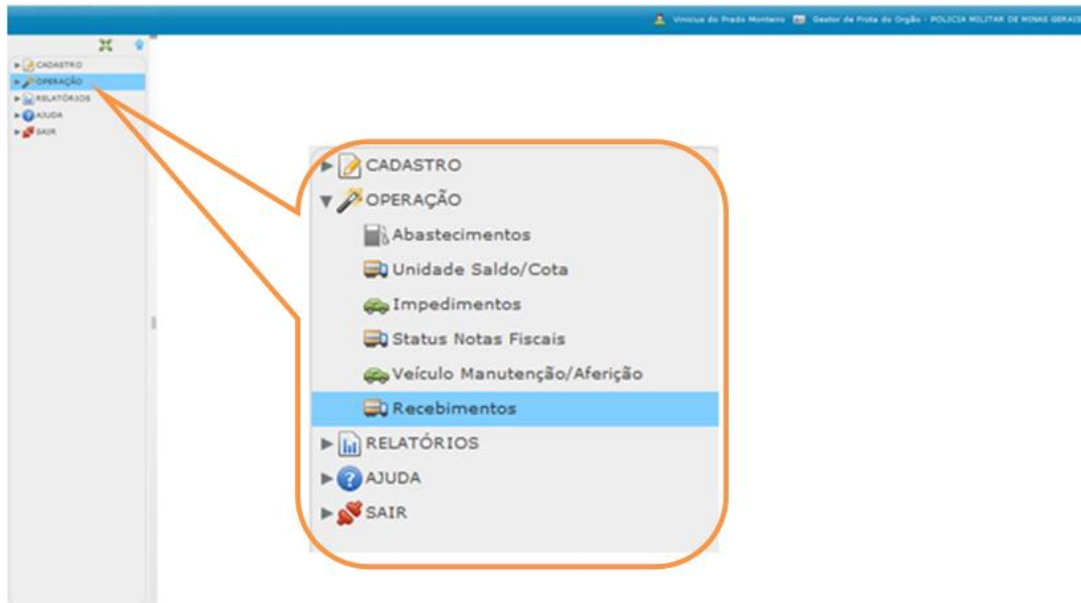 Vinicius do Prado Monteiro Gestor de Frota do Orgão - POLICIA MILITAR DE MINAS GERAIS
CADASTRO
OPERAÇÃO
RELATÓRIOS
AJUDA
SAIR
CADASTRO
OPERAÇÃO
Abastecimentos
Unidade Saldo/Cota
Impedimentos
Status Notas Fiscais
Veículo Manutenção/Aferição
Recebimentos
RELATÓRIOS
AJUDA
SAIR